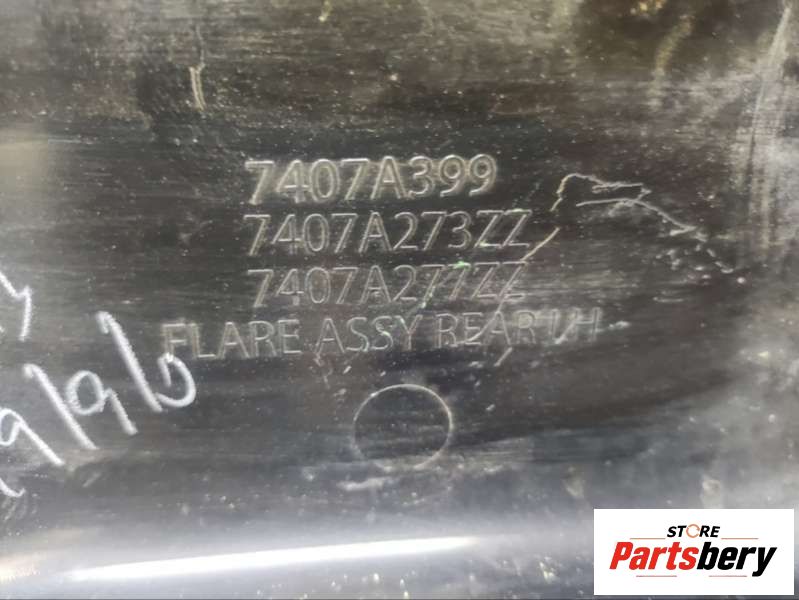 7407A399
7407A273ZZ
7407A277ZZ
FLARE ASSY REAR LH
STORE
Partsbery